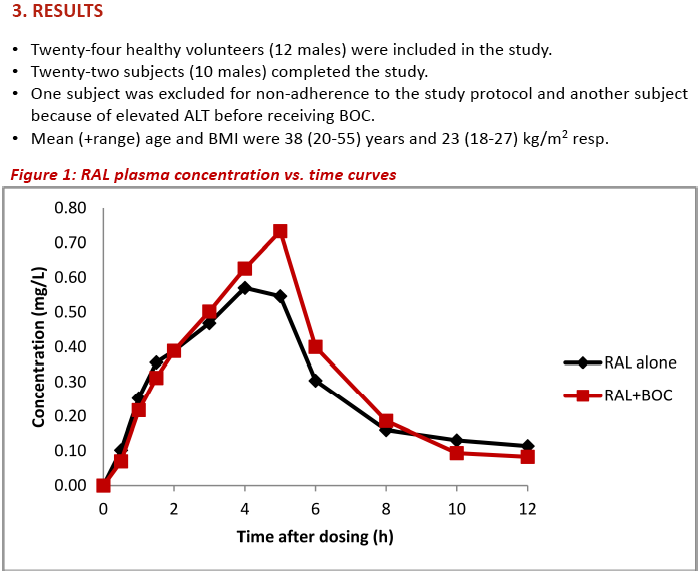 3. RESULTS
• Twenty-four healthy volunteers (12 males) were included in the study.
• Twenty-two subjects (10 males) completed the study.
• One subject was excluded for non-adherence to the study protocol and another subject
because of elevated ALT before receiving BOC.
• Mean (+range) age and BMI were 38 (20-55) years and 23 (18-27) kg/m² resp.
Figure 1: RAL plasma concentration vs. time curves
Concentration (mg/L)
0.80
0.70
0.60
0.50
0.40
0.30
0.20
0.10
0.00
0 2 4 6 8 10 12
Time after dosing (h)
RAL alone
RAL+BOC